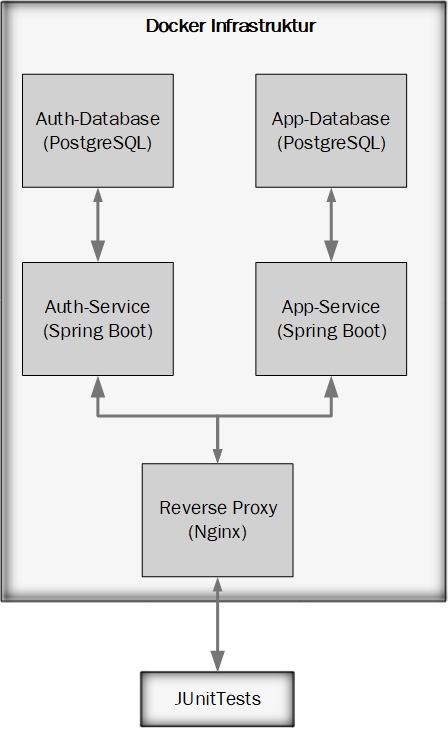 Docker Infrastruktur
Auth-Database
(PostgreSQL)
App-Database
(PostgreSQL)
Auth-Service
(Spring Boot)
App-Service
(Spring Boot)
Reverse Proxy
(Nginx)
JUnitTests